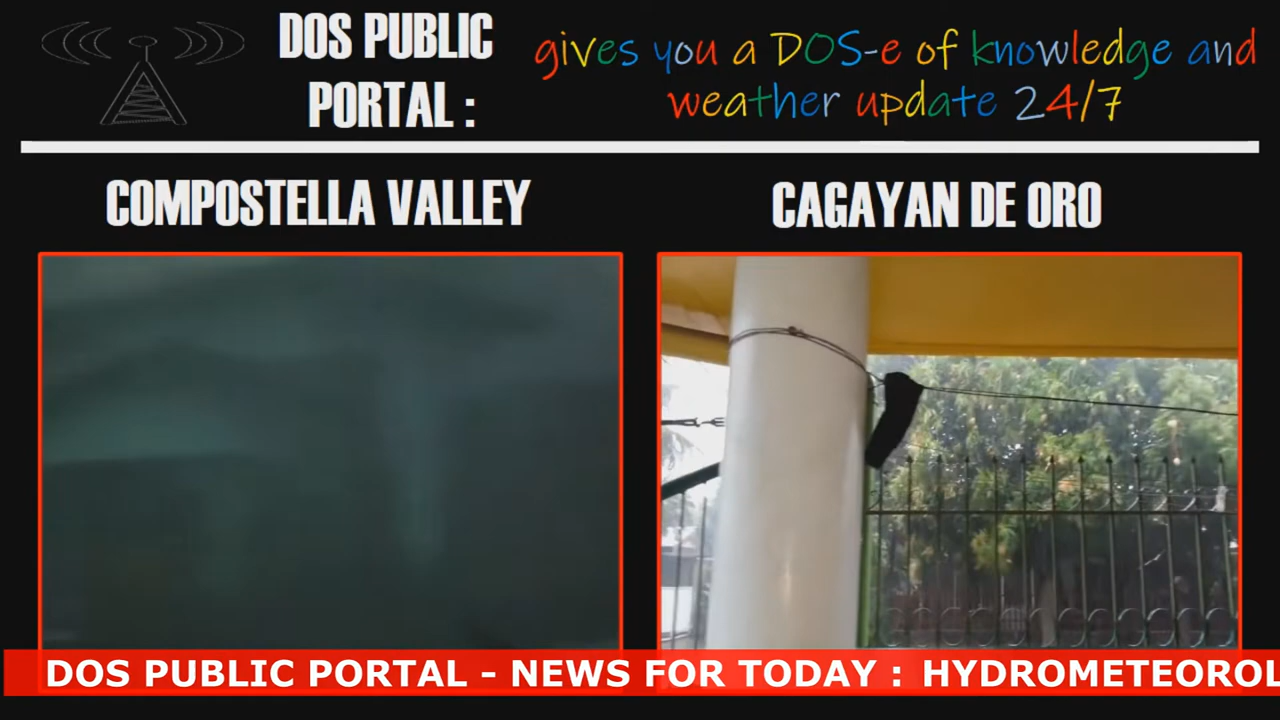 DOS PUBLIC
PORTAL :
gives you a DOS-e of knowledge and
weather update 24/7
COMPOSTELLA VALLEY
CAGAYAN DE ORO
DOS PUBLIC PORTAL - NEWS FOR TODAY : HYDROMETEOROL